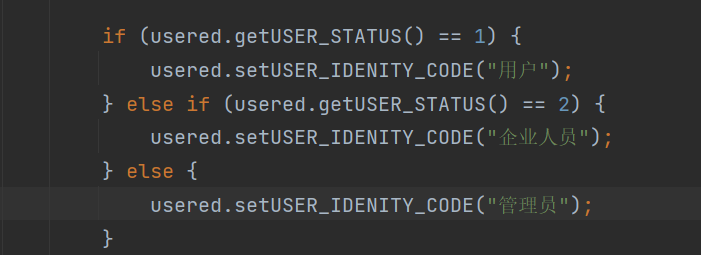 if (usered.getUSER_STATUS() == 1) {
usered.setUSER_IDENITY_CODE("用户");
} else if (usered.getUSER_STATUS() == 2) {
usered.setUSER_IDENITY_CODE("企业人员");
} else {
usered.setUSER_IDENITY_CODE("管理员");
}